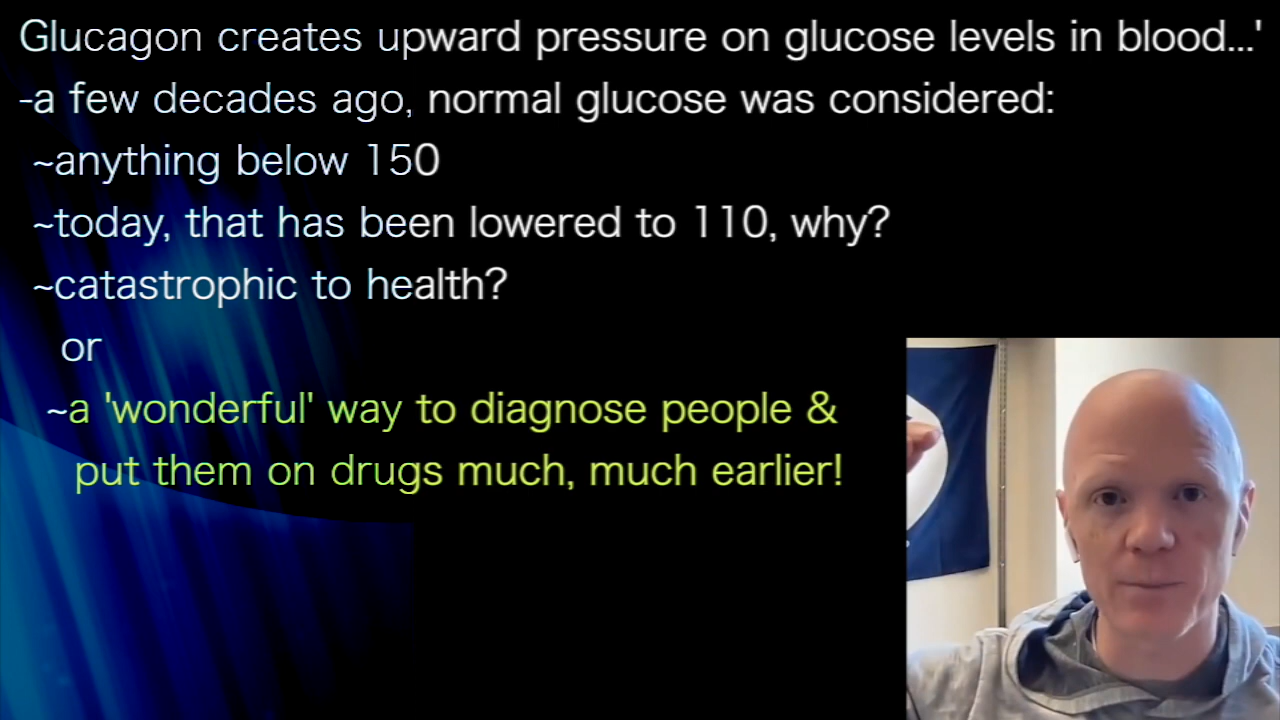 Glucagon creates upward pressure on glucose levels in blood...'
-a few decades ago, normal glucose was considered:
~anything below 150
~today, that has been lowered to 110, why?
~catastrophic to health?
or
~a 'wonderful' way to diagnose people &
put them on drugs much, much earlier!